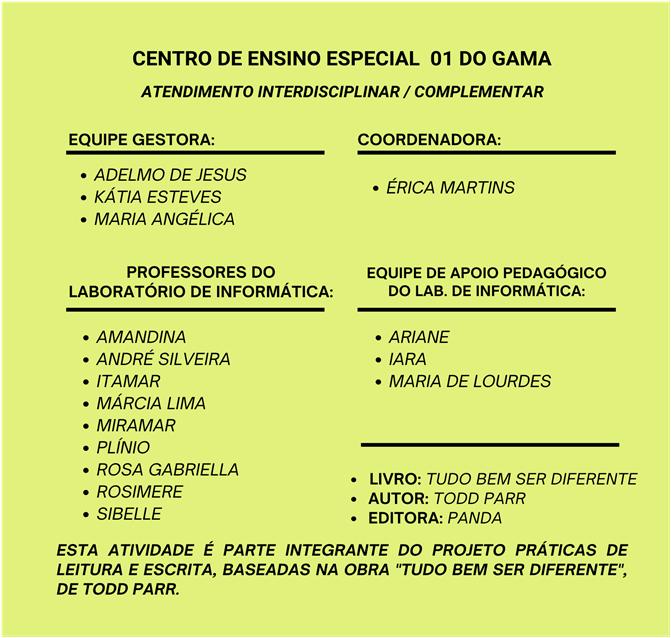 CENTRO DE ENSINO ESPECIAL 01 DO GAMA
ATENDIMENTO INTERDISCIPLINAR / COMPLEMENTAR
EQUIPE GESTORA:
• ADELMO DE JESUS
• KÁTIA ESTEVES
• MARIA ANGÉLICA
COORDENADORA:
• ÉRICA MARTINS
PROFESSORES DO
LABORATÓRIO DE INFORMÁTICA:
• AMANDINA
• ANDRÉ SILVEIRA
• ITAMAR
• MÁRCIA LIMA
• MIRAMAR
• PLÍNIO
• ROSA GABRIELLA
• ROSIMERE
• SIBELLE
EQUIPE DE APOIO PEDAGÓGICO
DO LAB. DE INFORMÁTICA:
• ARIANE
• IARA
• MARIA DE LOURDES
• LIVRO: TUDO BEM SER DIFERENTE
• AUTOR: TODD PARR
• EDITORA: PANDA
ESTA ATIVIDADE É PARTE INTEGRANTE DO PROJETO PRÁTICAS DE
LEITURA E ESCRITA, BASEADAS NA OBRA "TUDO BEM SER DIFERENTE",
DE TODD PARR.